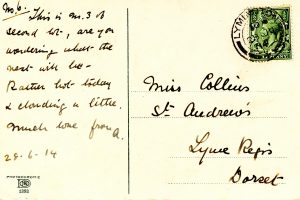 No. 6.
This is no. 3 of
second lot, are you
wondering what the
next will be –
Rather hot today
& clouding a little.
much love from A.
29-6-14
Miss Collins
St. Andrew's
Lyme Regis
Dorset